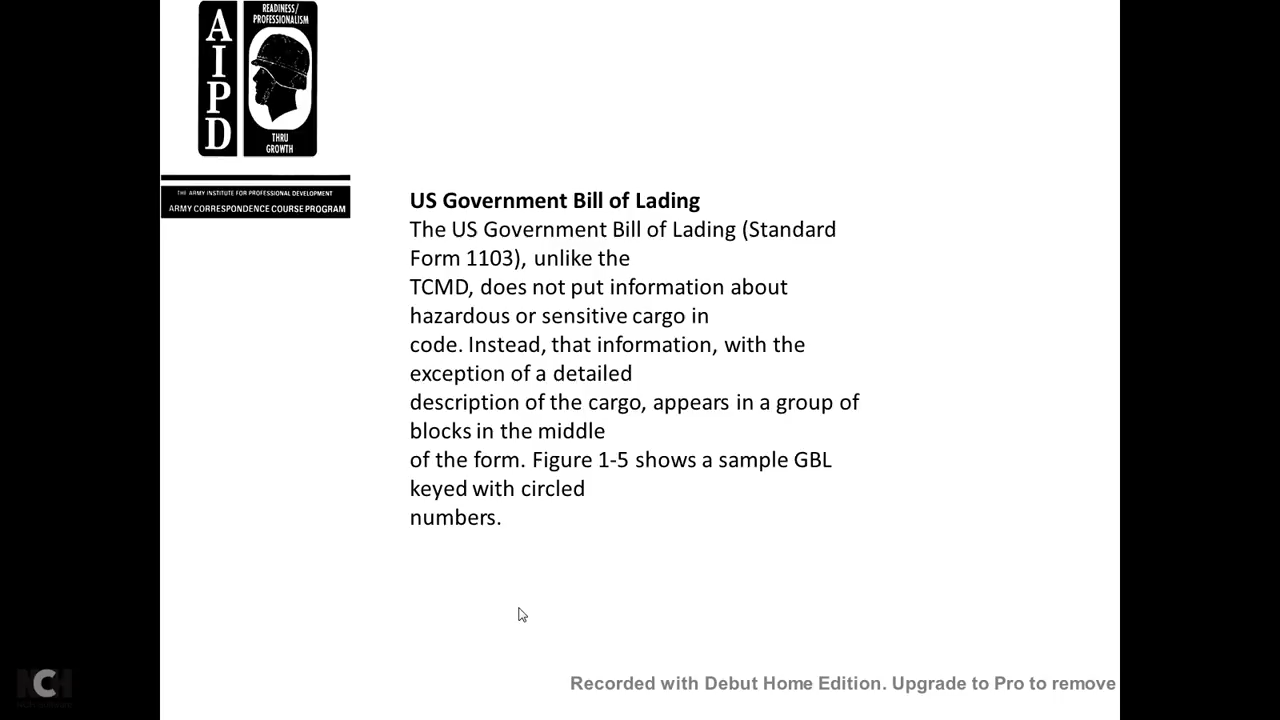 A
I
P
D
READINESS/
PROFESSIONALISM
THRU
GROWTH
THE ARMY INSTITUTE FOR PROFESSIONAL DEVELOPMENT
ARMY CORRESPONDENCE COURSE PROGRAM
US Government Bill of Lading
The US Government Bill of Lading (Standard
Form 1103), unlike the
TCMD, does not put information about
hazardous or sensitive cargo in
code. Instead, that information, with the
exception of a detailed
description of the cargo, appears in a group of
blocks in the middle
of the form. Figure 1-5 shows a sample GBL
keyed with circled
numbers.
NCH
Recorded with Debut Home Edition. Upgrade to Pro to remove